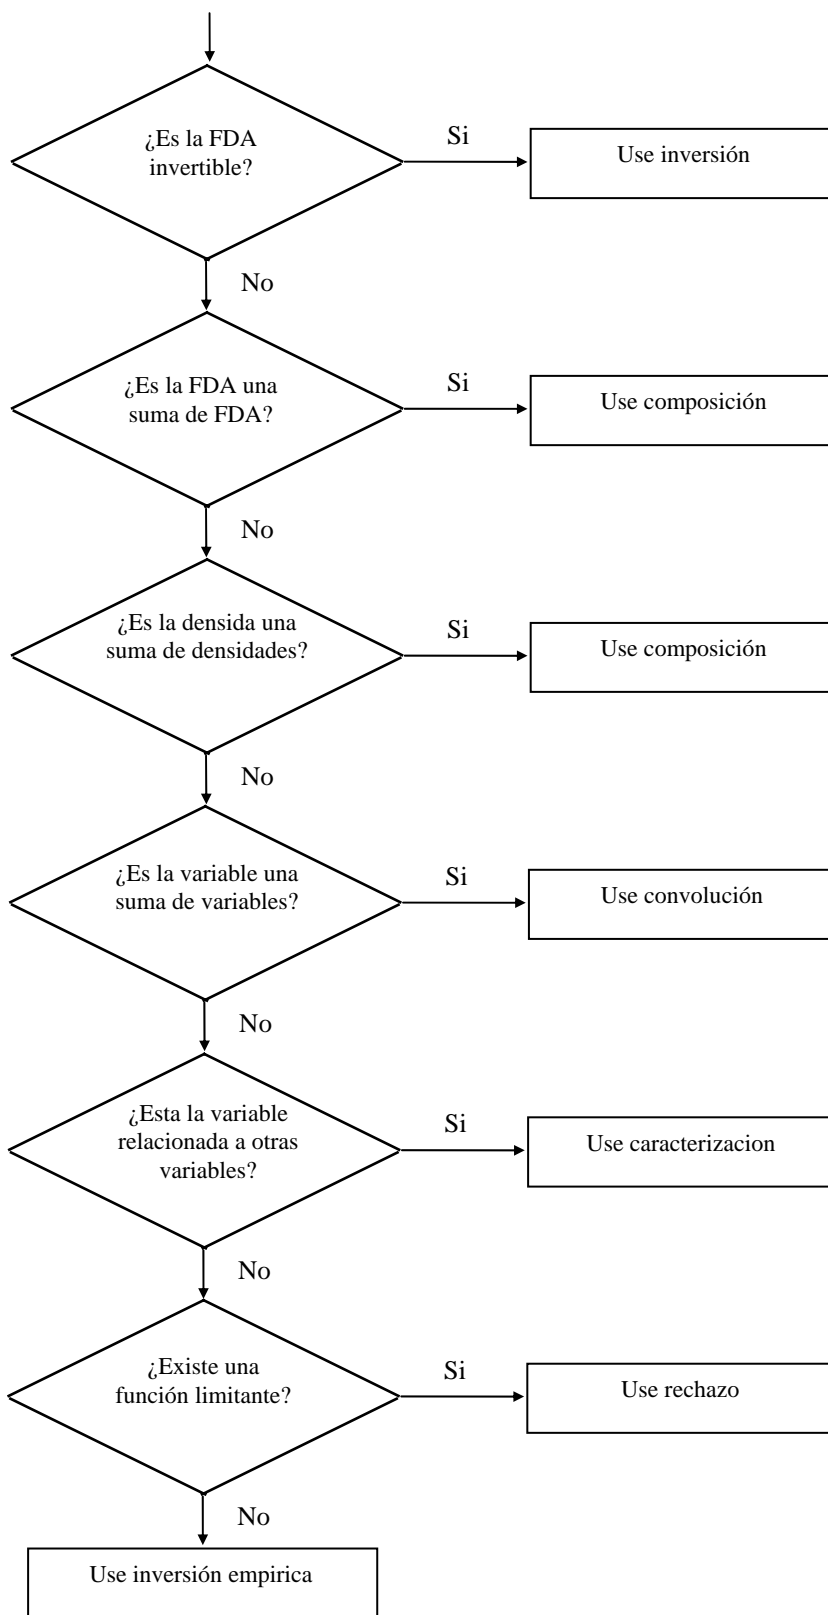 ¿Es la FDA
invertible?
Si
Use inversión
No
¿Es la FDA una
suma de FDA?
Si
Use composición
No
¿Es la densida una
suma de densidades?
Si
Use composición
No
¿Es la variable una
suma de variables?
Si
Use convolución
No
¿Esta la variable
relacionada a otras
variables?
Si
Use caracterizacion
No
¿Existe una
función limitante?
Si
Use rechazo
No
Use inversión empirica